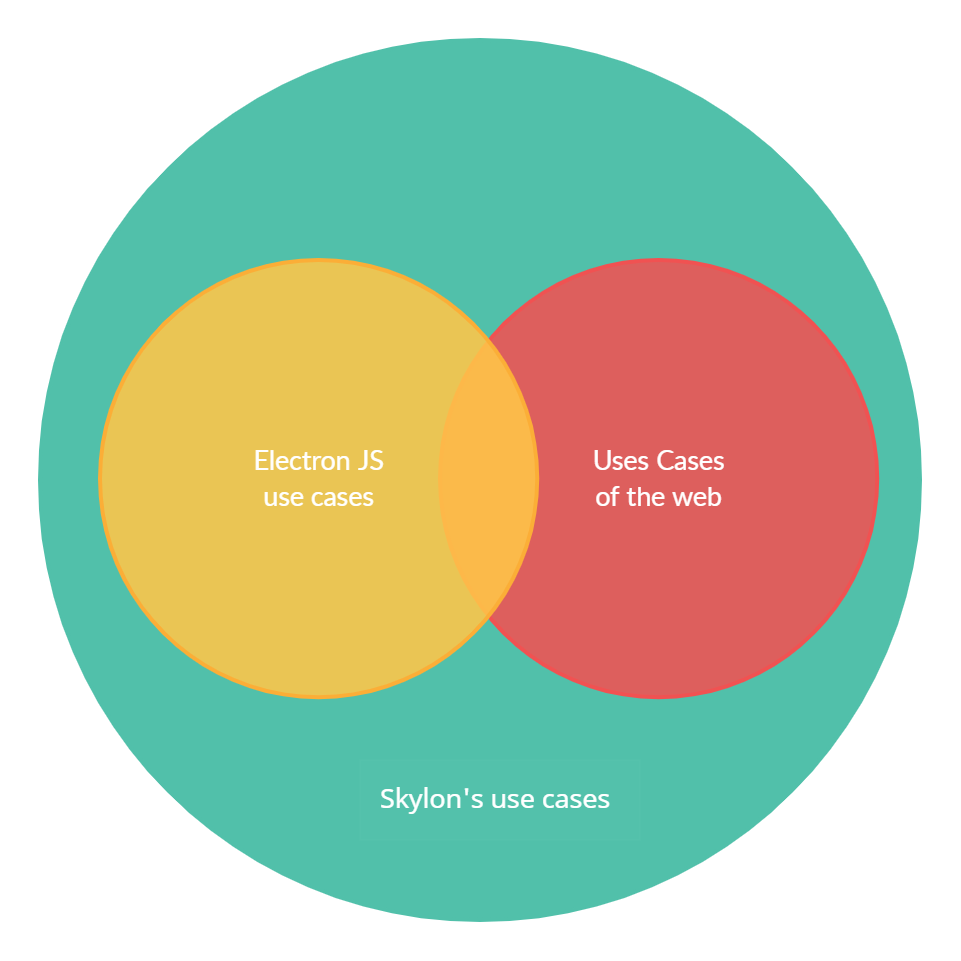 Electron JS
use cases
Uses Cases
of the web
Skylon's use cases